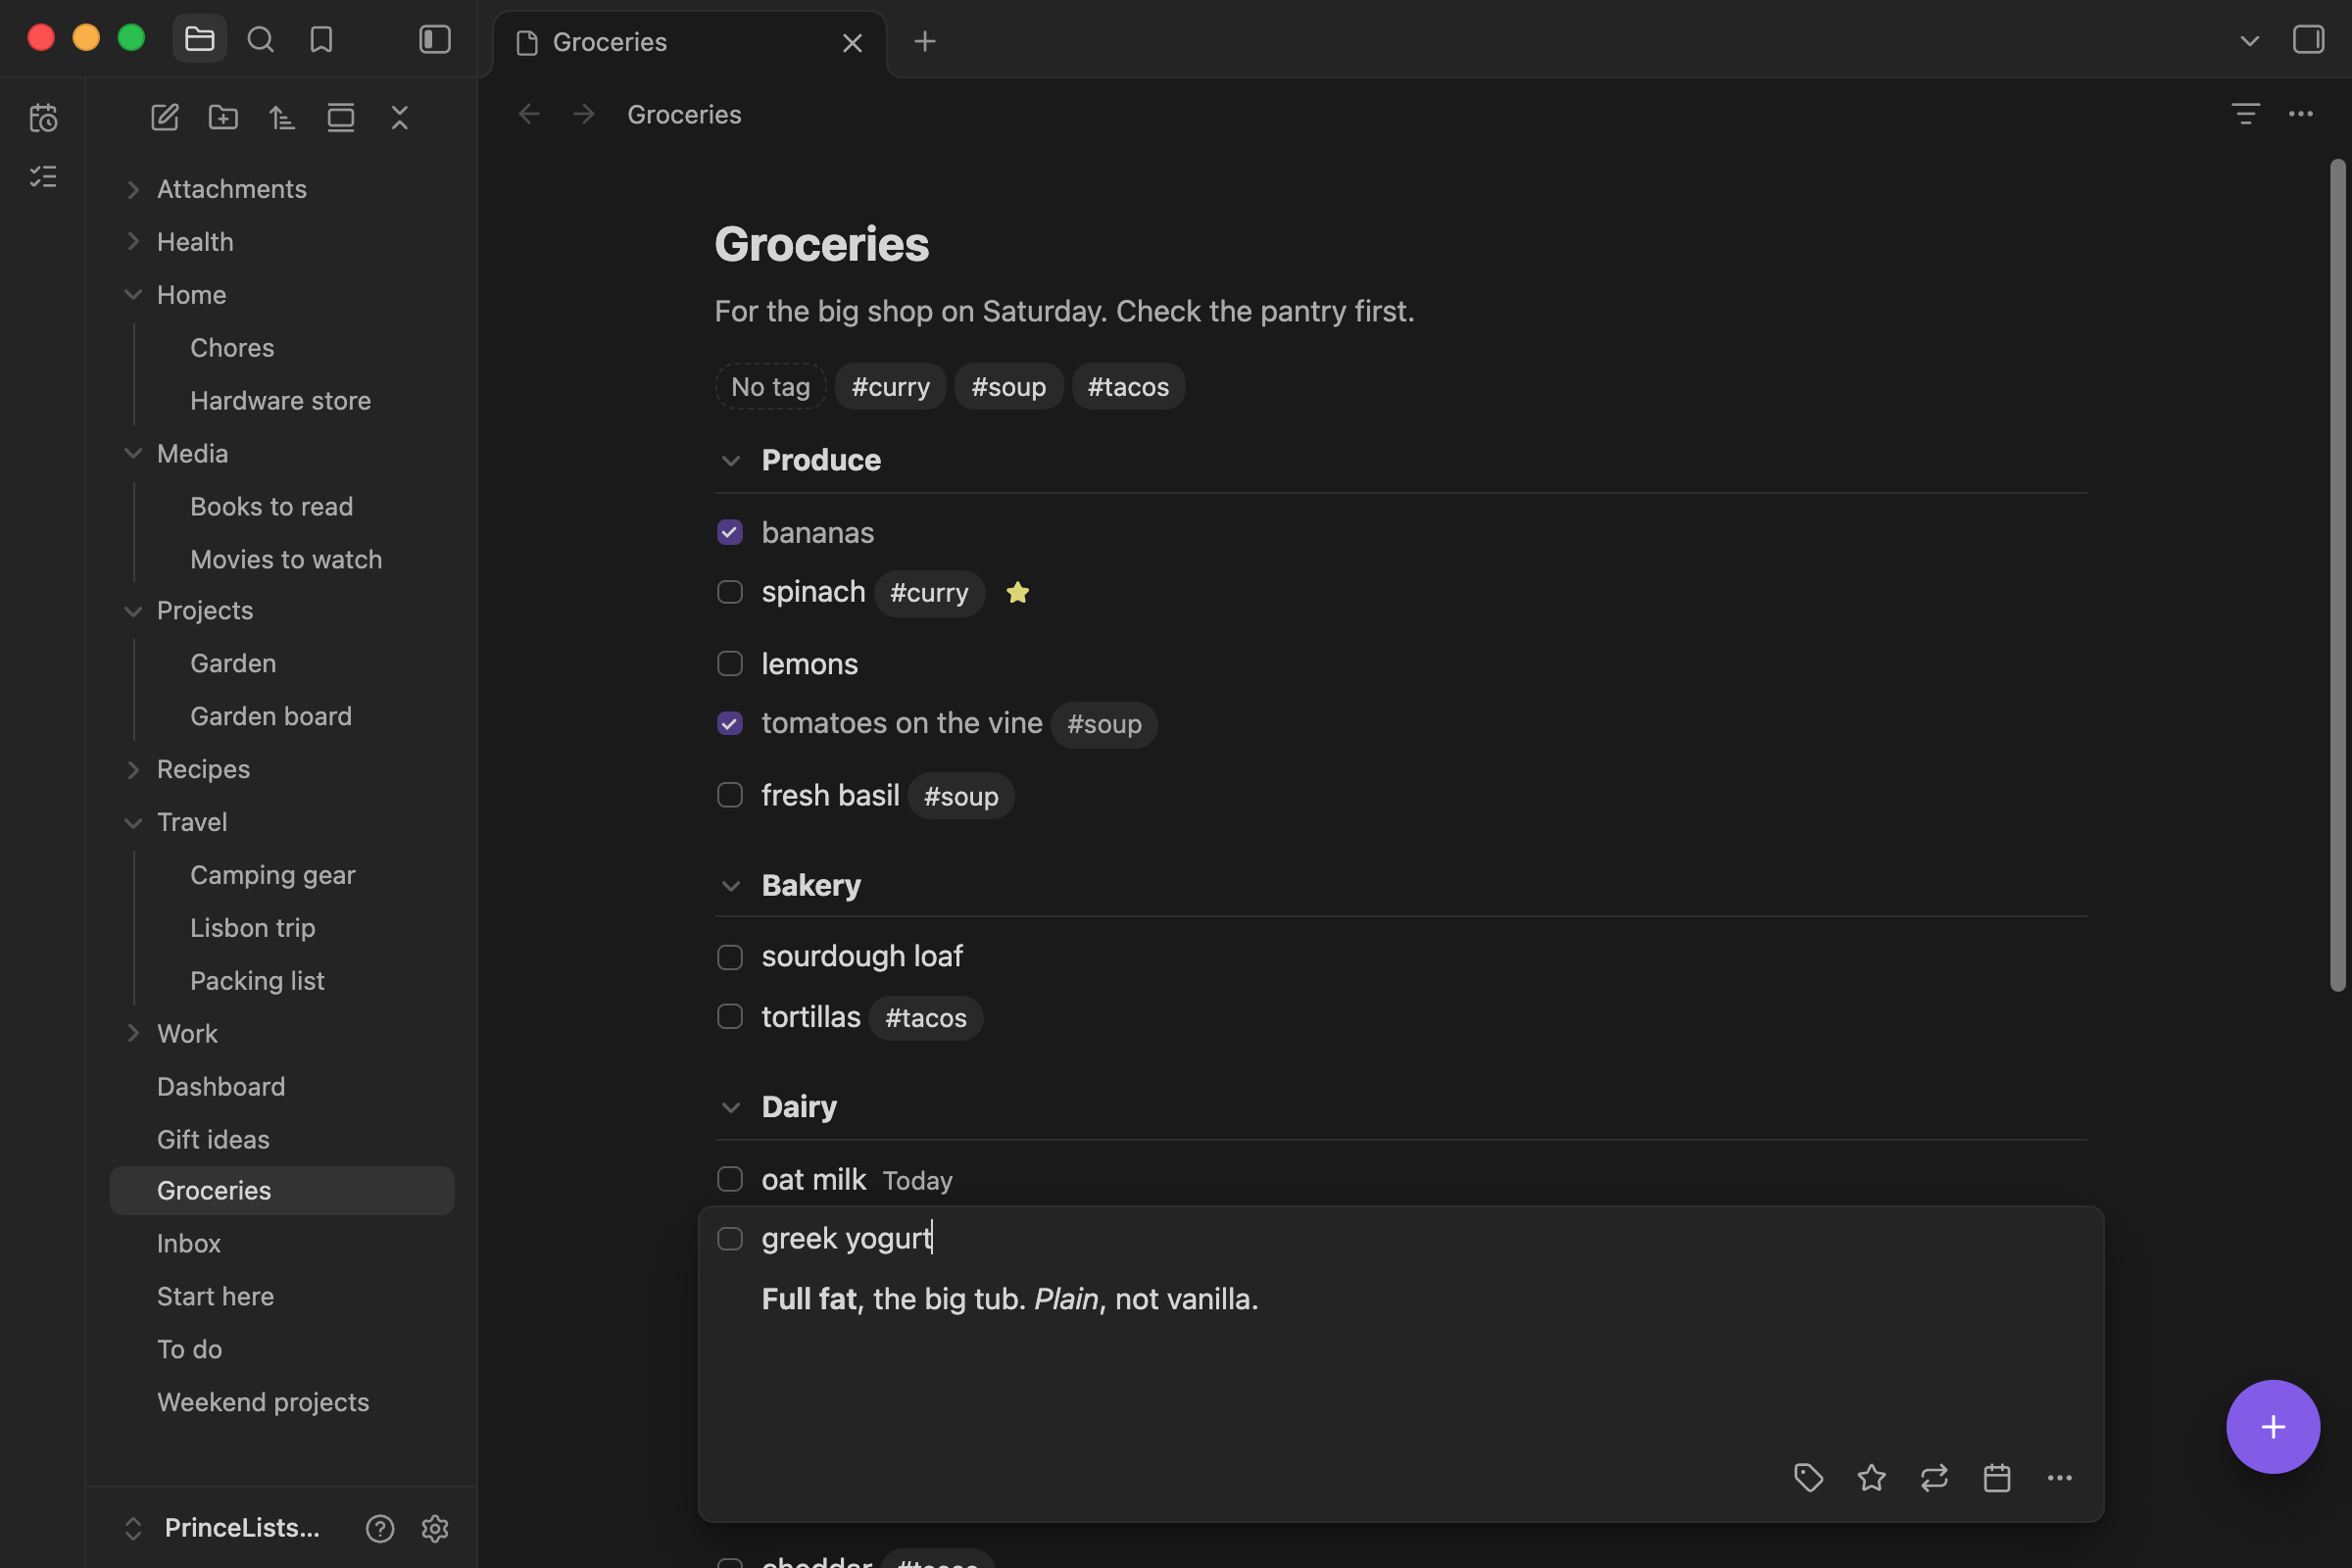 Groceries
Groceries
Attachments
Health
Home
Chores
Hardware store
Media
Books to read
Movies to watch
Projects
Garden
Garden board
Recipes
Travel
Camping gear
Lisbon trip
Packing list
Work
Dashboard
Gift ideas
Groceries
Inbox
Start here
To do
Weekend projects
PrinceLists...
Groceries
For the big shop on Saturday. Check the pantry first.
No tag #curry #soup #tacos
Produce
bananas
spinach #curry
lemons
tomatoes on the vine #soup
fresh basil #soup
Bakery
sourdough loaf
tortillas #tacos
Dairy
oat milk Today
greek yogurt
Full fat, the big tub. Plain, not vanilla.
cheddar #tacos